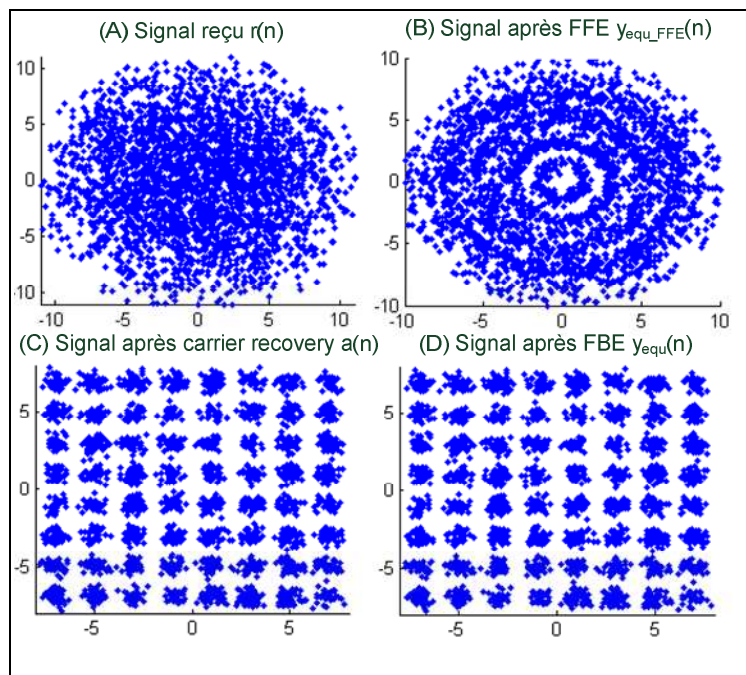 (A) Signal reçu r(n)
(B) Signal après FFE yequ_FFE(n)
10
5
0
-5
-10
-10 -5 0 5 10
10
5
0
-5
-10
-10 -5 0 5 10
(C) Signal après carrier recovery a(n)
(D) Signal après FBE yequ(n)
5
0
-5
-5 0 5
5
0
-5
-5 0 5